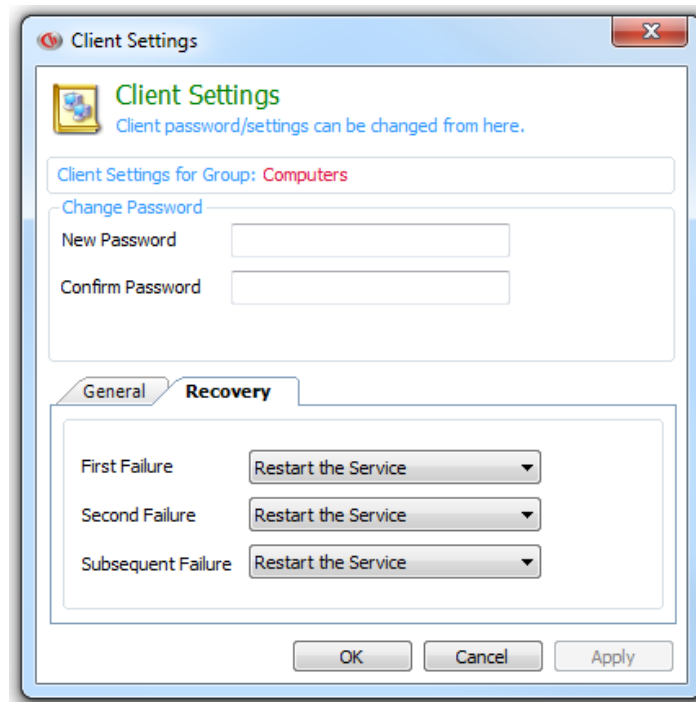 Client Settings
Client Settings
Client password/settings can be changed from here.
Client Settings for Group: Computers
Change Password
New Password
Confirm Password
General Recovery
First Failure Restart the Service
Second Failure Restart the Service
Subsequent Failure Restart the Service
OK Cancel Apply